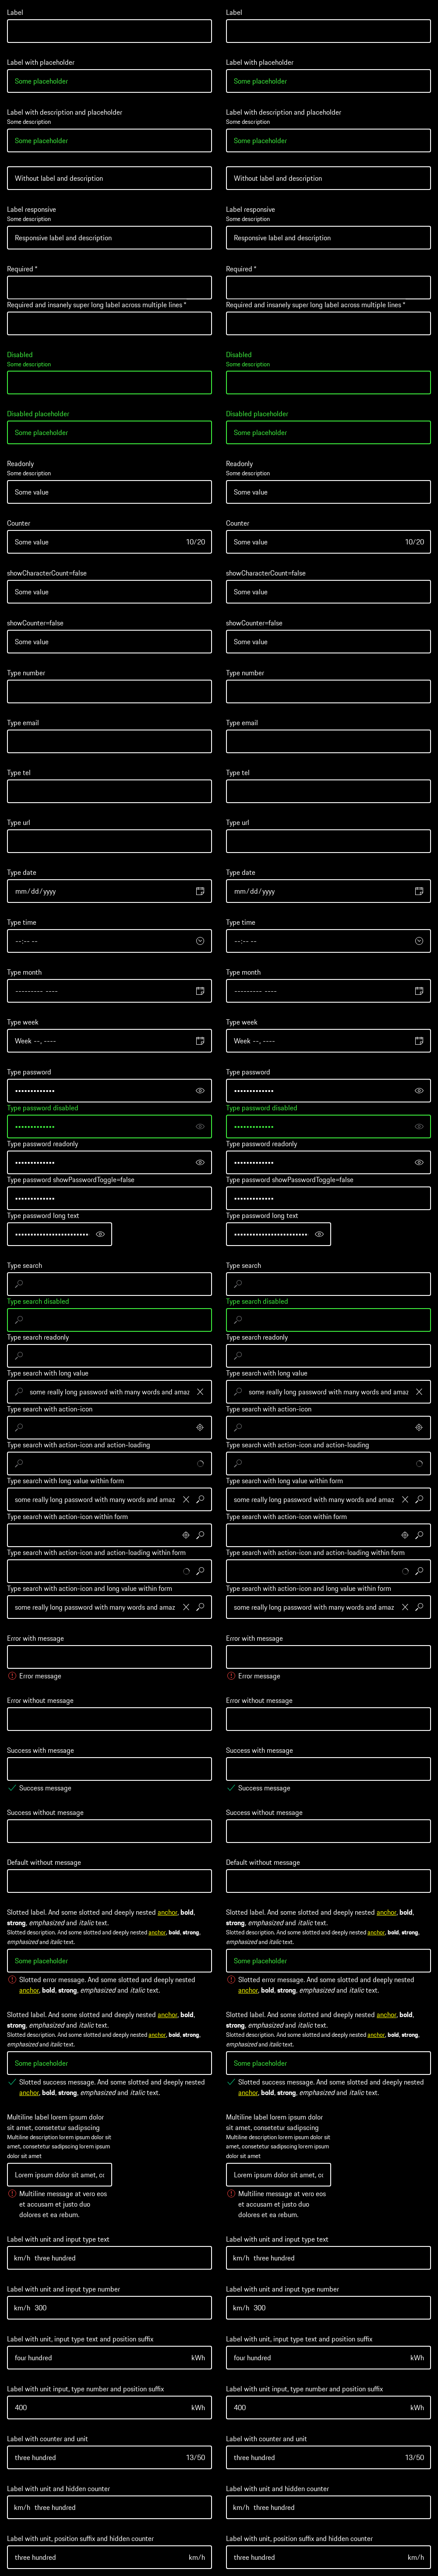 Label
Label with placeholder
Some placeholder
Label with description and placeholder
Some description
Some placeholder
Without label and description
Label responsive
Some description
Responsive label and description
Required *
Required and insanely super long label across multiple lines *
Disabled
Some description
Disabled placeholder
Some placeholder
Readonly
Some description
Some value
Counter
Some value 10/20
showCharacterCount=false
Some value
showCounter=false
Some value
Type number
Type email
Type tel
Type url
Type date
mm/dd/yyyy
Type time
--:-- --
Type month
--------- ----
Type week
Week --, ----
Type password
Type password disabled
Type password readonly
Type password showPasswordToggle=false
Type password long text
Type search
Type search disabled
Type search readonly
Type search with long value
some really long password with many words and amaz
Type search with action-icon
Type search with action-icon and action-loading
Type search with long value within form
some really long password with many words and amaz
Type search with action-icon within form
Type search with action-icon and action-loading within form
Type search with action-icon and long value within form
some really long password with many words and amaz
Error with message
Error message
Error without message
Success with message
Success message
Success without message
Default without message
Slotted label. And some slotted and deeply nested anchor, bold,
strong, emphasized and italic text.
Slotted description. And some slotted and deeply nested anchor, bold, strong,
emphasized and italic text.
Some placeholder
Slotted error message. And some slotted and deeply nested
anchor, bold, strong, emphasized and italic text.
Slotted label. And some slotted and deeply nested anchor, bold,
strong, emphasized and italic text.
Slotted description. And some slotted and deeply nested anchor, bold, strong,
emphasized and italic text.
Some placeholder
Slotted success message. And some slotted and deeply nested
anchor, bold, strong, emphasized and italic text.
Multiline label lorem ipsum dolor
sit amet, consetetur sadipscing
Multiline description lorem ipsum dolor sit
amet, consetetur sadipscing lorem ipsum
dolor sit amet
Lorem ipsum dolor sit amet, co
Multiline message at vero eos
et accusam et justo duo
dolores et ea rebum.
Label with unit and input type text
km/h three hundred
Label with unit and input type number
km/h 300
Label with unit, input type text and position suffix
four hundred kWh
Label with unit input, type number and position suffix
400 kWh
Label with counter and unit
three hundred 13/50
Label with unit and hidden counter
km/h three hundred
Label with unit, position suffix and hidden counter
three hundred km/h
Label
Label with placeholder
Some placeholder
Label with description and placeholder
Some description
Some placeholder
Without label and description
Label responsive
Some description
Responsive label and description
Required *
Required and insanely super long label across multiple lines *
Disabled
Some description
Disabled placeholder
Some placeholder
Readonly
Some description
Some value
Counter
Some value 10/20
showCharacterCount=false
Some value
showCounter=false
Some value
Type number
Type email
Type tel
Type url
Type date
mm/dd/yyyy
Type time
--:-- --
Type month
--------- ----
Type week
Week --, ----
Type password
Type password disabled
Type password readonly
Type password showPasswordToggle=false
Type password long text
Type search
Type search disabled
Type search readonly
Type search with long value
some really long password with many words and amaz
Type search with action-icon
Type search with action-icon and action-loading
Type search with long value within form
some really long password with many words and amaz
Type search with action-icon within form
Type search with action-icon and action-loading within form
Type search with action-icon and long value within form
some really long password with many words and amaz
Error with message
Error message
Error without message
Success with message
Success message
Success without message
Default without message
Slotted label. And some slotted and deeply nested anchor, bold,
strong, emphasized and italic text.
Slotted description. And some slotted and deeply nested anchor, bold, strong,
emphasized and italic text.
Some placeholder
Slotted error message. And some slotted and deeply nested
anchor, bold, strong, emphasized and italic text.
Slotted label. And some slotted and deeply nested anchor, bold,
strong, emphasized and italic text.
Slotted description. And some slotted and deeply nested anchor, bold, strong,
emphasized and italic text.
Some placeholder
Slotted success message. And some slotted and deeply nested
anchor, bold, strong, emphasized and italic text.
Multiline label lorem ipsum dolor
sit amet, consetetur sadipscing
Multiline description lorem ipsum dolor sit
amet, consetetur sadipscing lorem ipsum
dolor sit amet
Lorem ipsum dolor sit amet, co
Multiline message at vero eos
et accusam et justo duo
dolores et ea rebum.
Label with unit and input type text
km/h three hundred
Label with unit and input type number
km/h 300
Label with unit, input type text and position suffix
four hundred kWh
Label with unit input, type number and position suffix
400 kWh
Label with counter and unit
three hundred 13/50
Label with unit and hidden counter
km/h three hundred
Label with unit, position suffix and hidden counter
three hundred km/h